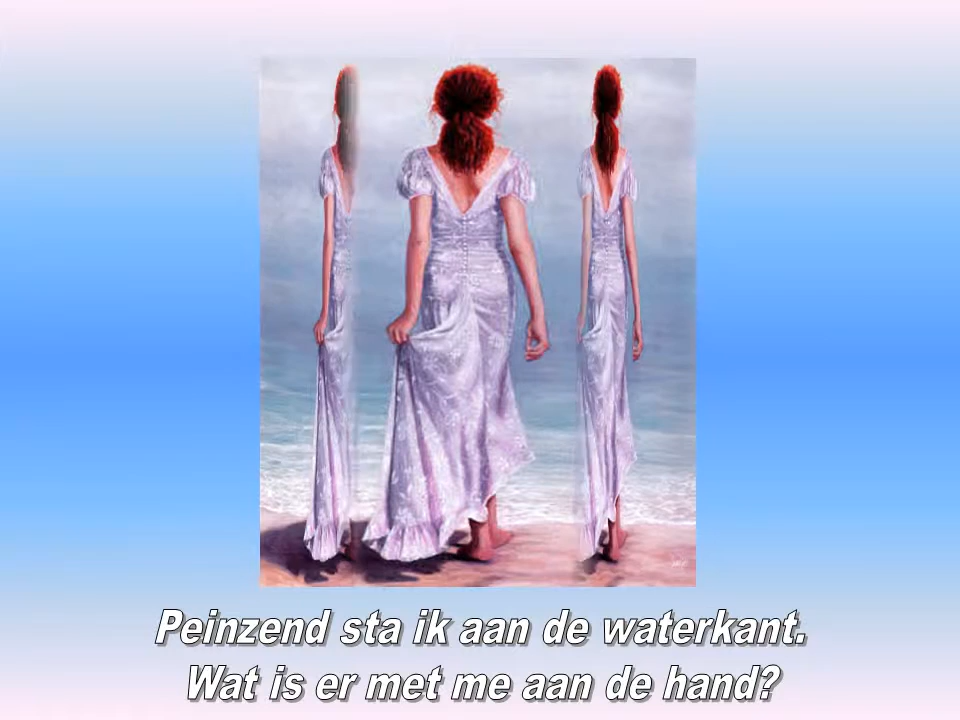 Peinzend sta ik aan de waterkant.
Wat is er met me aan de hand?